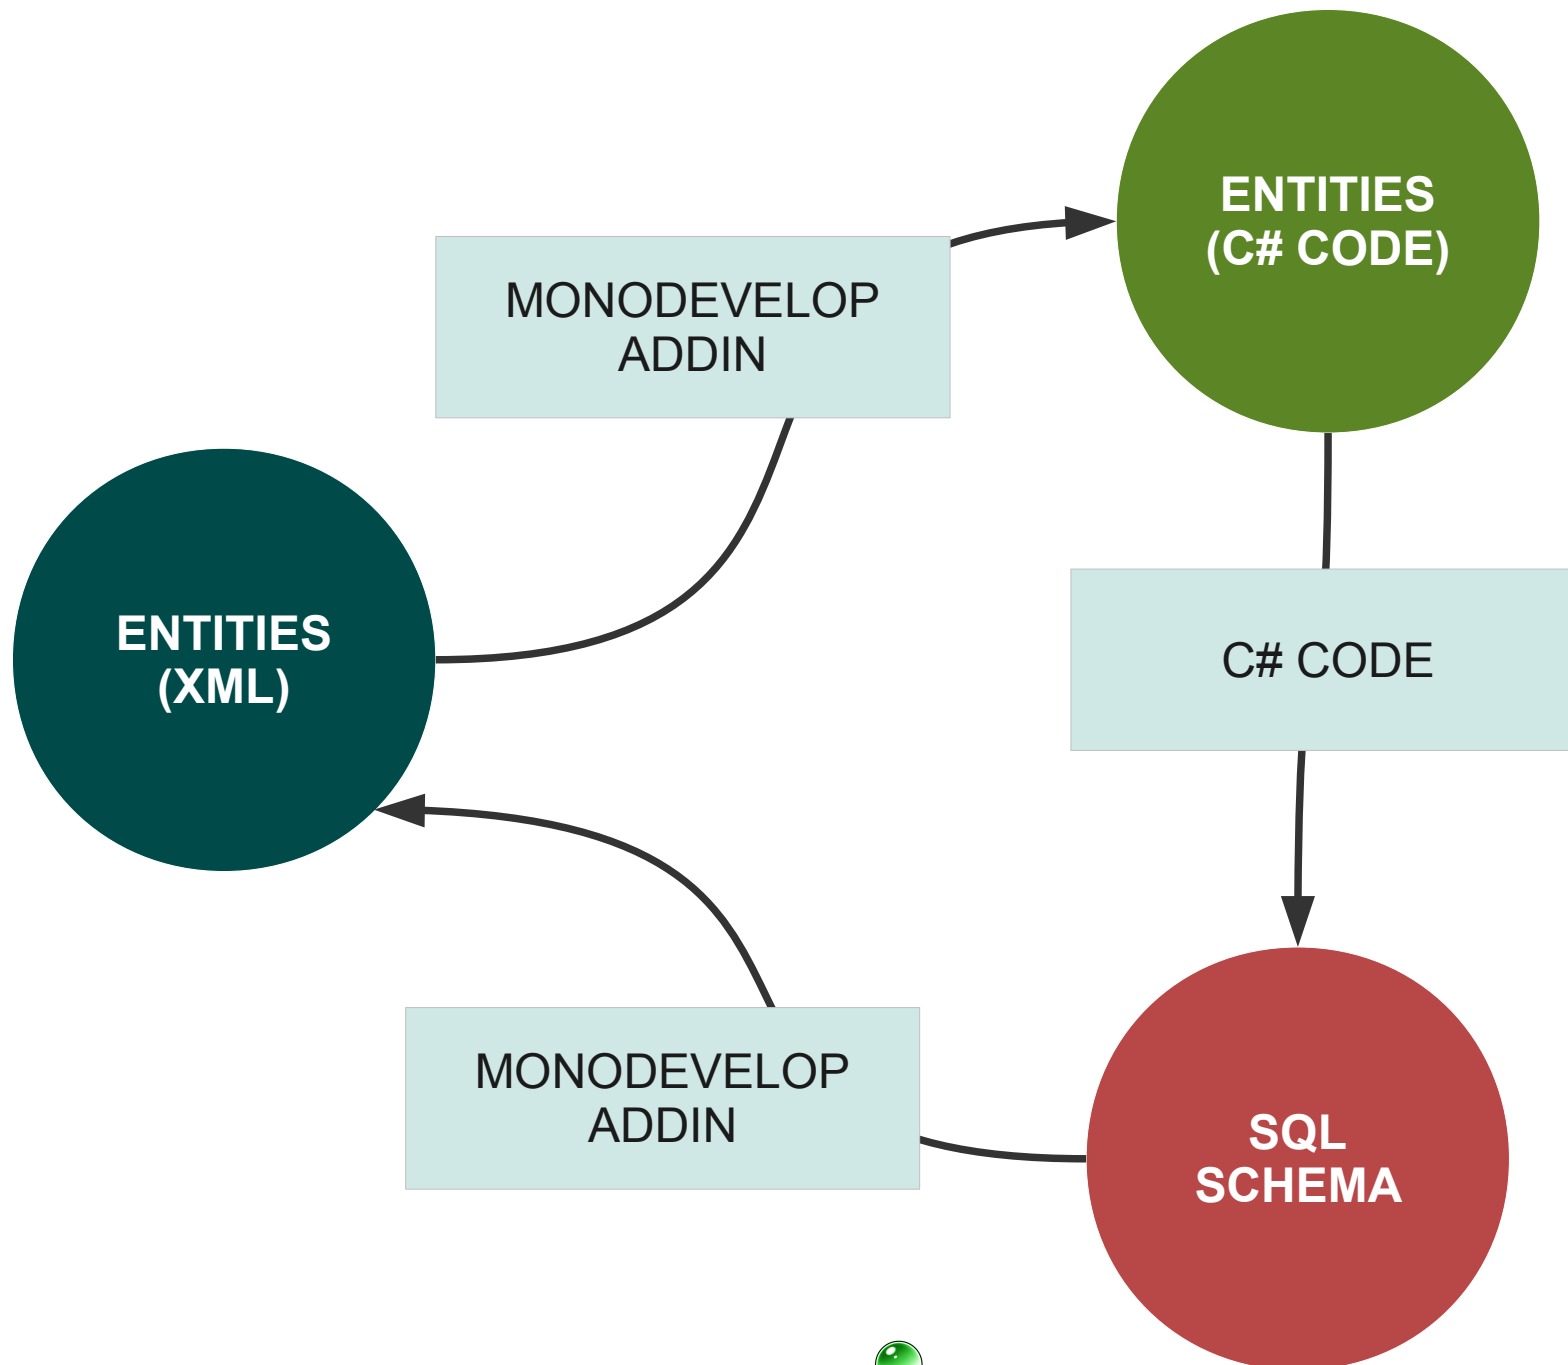 ENTITIES
(C# CODE)
MONODEVELOP
ADDIN
ENTITIES
(XML)
C# CODE
MONODEVELOP
ADDIN
SQL
SCHEMA